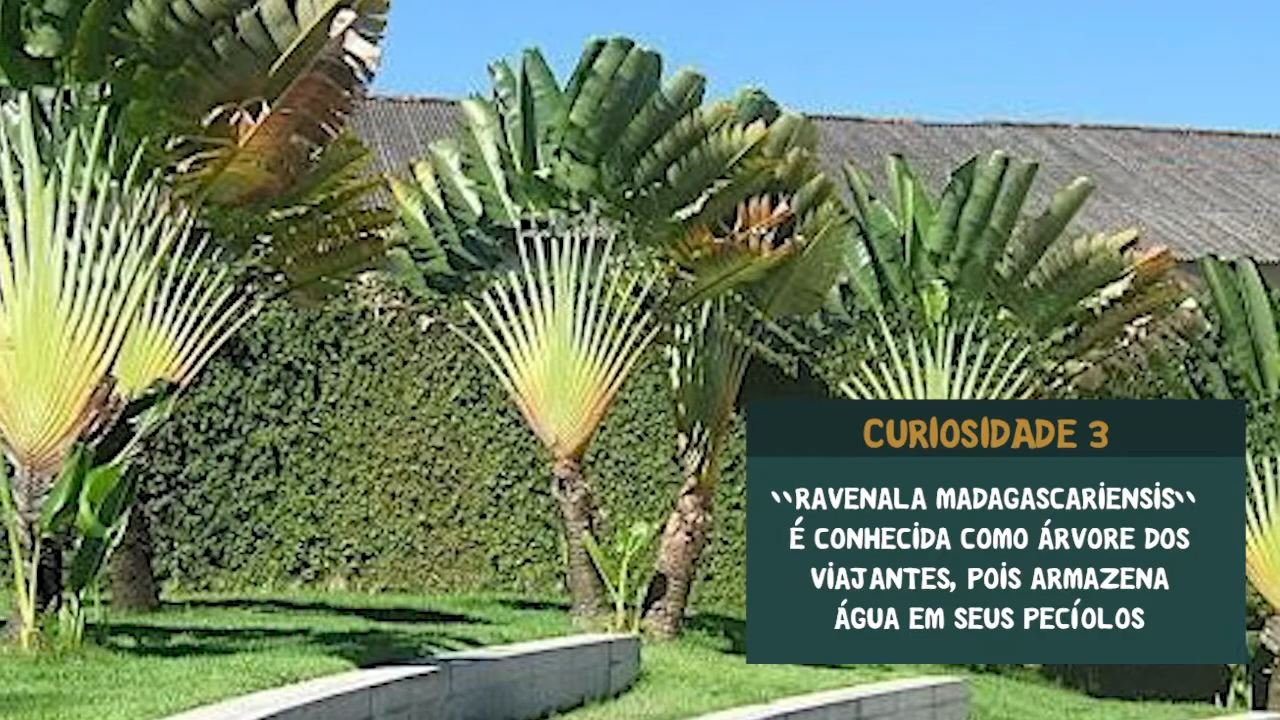 CURIOSIDADE 3
``RAVENALA MADAGASCARIENSIS``
É CONHECIDA COMO ÁRVORE DOS
VIAJANTES, POIS ARMAZENA
ÁGUA EM SEUS PECÍOLOS